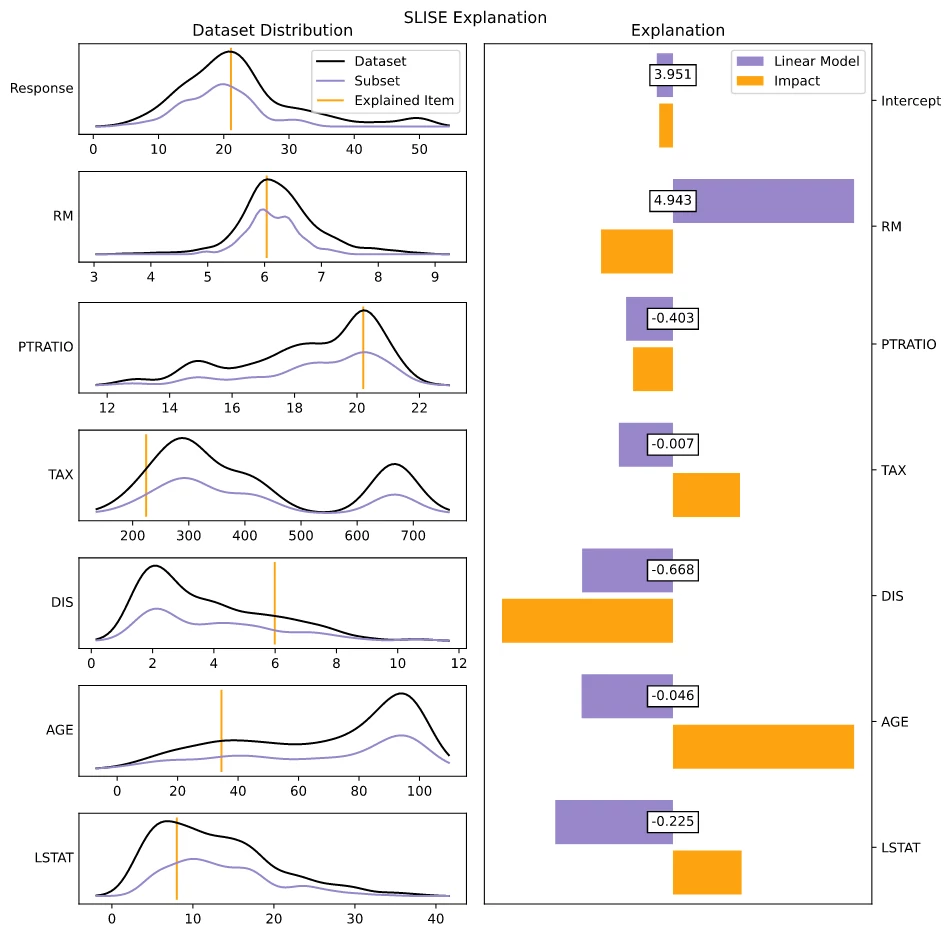 SLISE Explanation
Dataset Distribution
Response
Dataset
Subset
Explained Item
0 10 20 30 40 50
RM
3 4 5 6 7 8 9
PTRATIO
12 14 16 18 20 22
TAX
200 300 400 500 600 700
DIS
0 2 4 6 8 10 12
AGE
0 20 40 60 80 100
LSTAT
0 10 20 30 40
Explanation
Linear Model
Impact
3.951
Intercept
4.943
RM
-0.403
PTRATIO
-0.007
TAX
-0.668
DIS
-0.046
AGE
-0.225
LSTAT